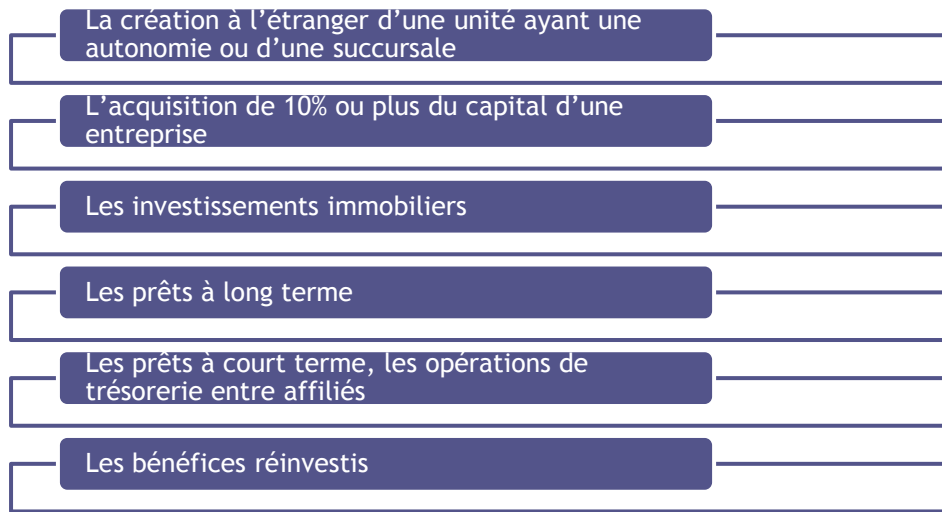 La création à l’étranger d’une unité ayant une
autonomie ou d’une succursale
L’acquisition de 10% ou plus du capital d’une
entreprise
Les investissements immobiliers
Les prêts à long terme
Les prêts à court terme, les opérations de
trésorerie entre affiliés
Les bénéfices réinvestis